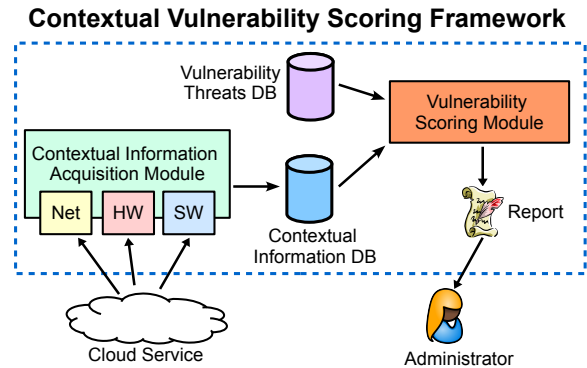 Contextual Vulnerability Scoring Framework
Vulnerability
Threats DB
Vulnerability
Scoring Module
Contextual Information
Acquisition Module
Net
HW
SW
Contextual
Information DB
Report
Cloud Service
Administrator